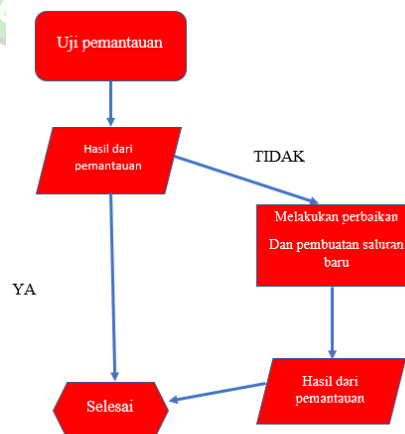 Uji pemantauan
Hasil dari
pemantauan
TIDAK
Melakukan perbaikan
Dan pembuatan saluran
baru
YA
Hasil dari
pemantauan
Selesai